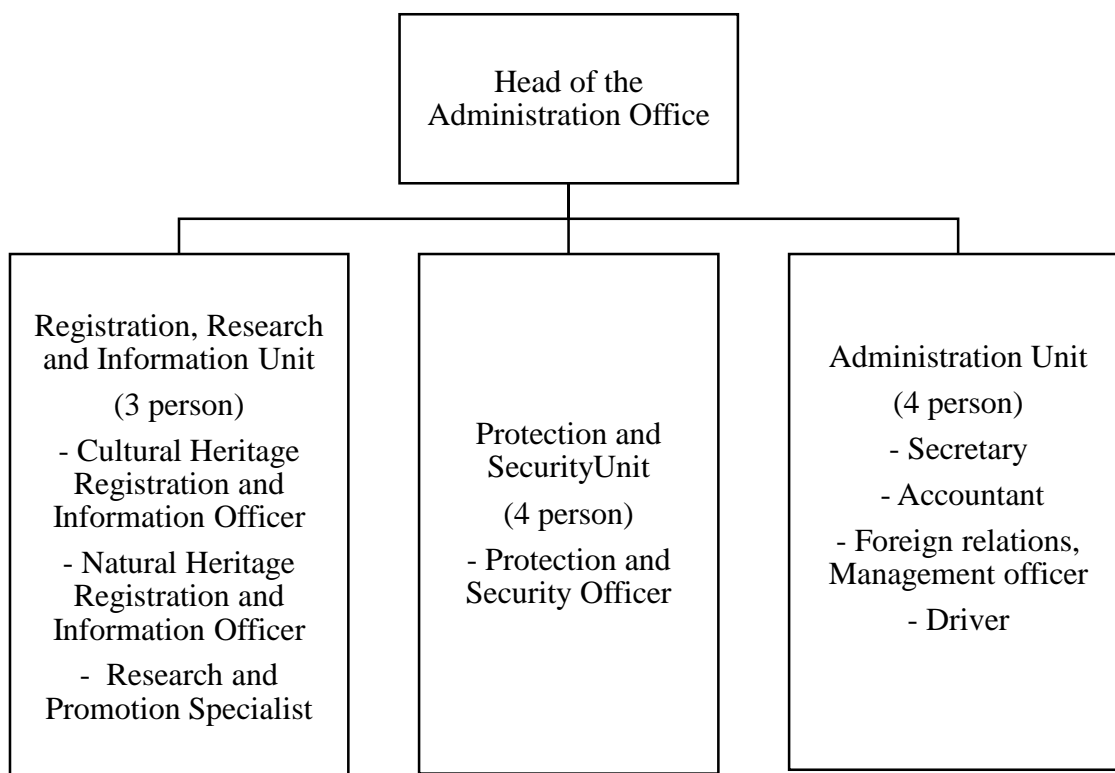 Head of the
Administration Office
Registration, Research
and Information Unit
(3 person)
- Cultural Heritage
Registration and
Information Officer
- Natural Heritage
Registration and
Information Officer
- Research and
Promotion Specialist
Protection and
SecurityUnit
(4 person)
- Protection and
Security Officer
Administration Unit
(4 person)
- Secretary
- Accountant
- Foreign relations,
Management officer
- Driver